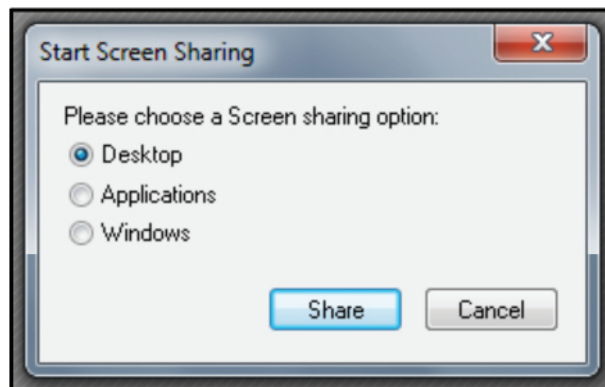 Start Screen Sharing
Please choose a Screen sharing option:
Desktop
Applications
Windows
Share Cancel